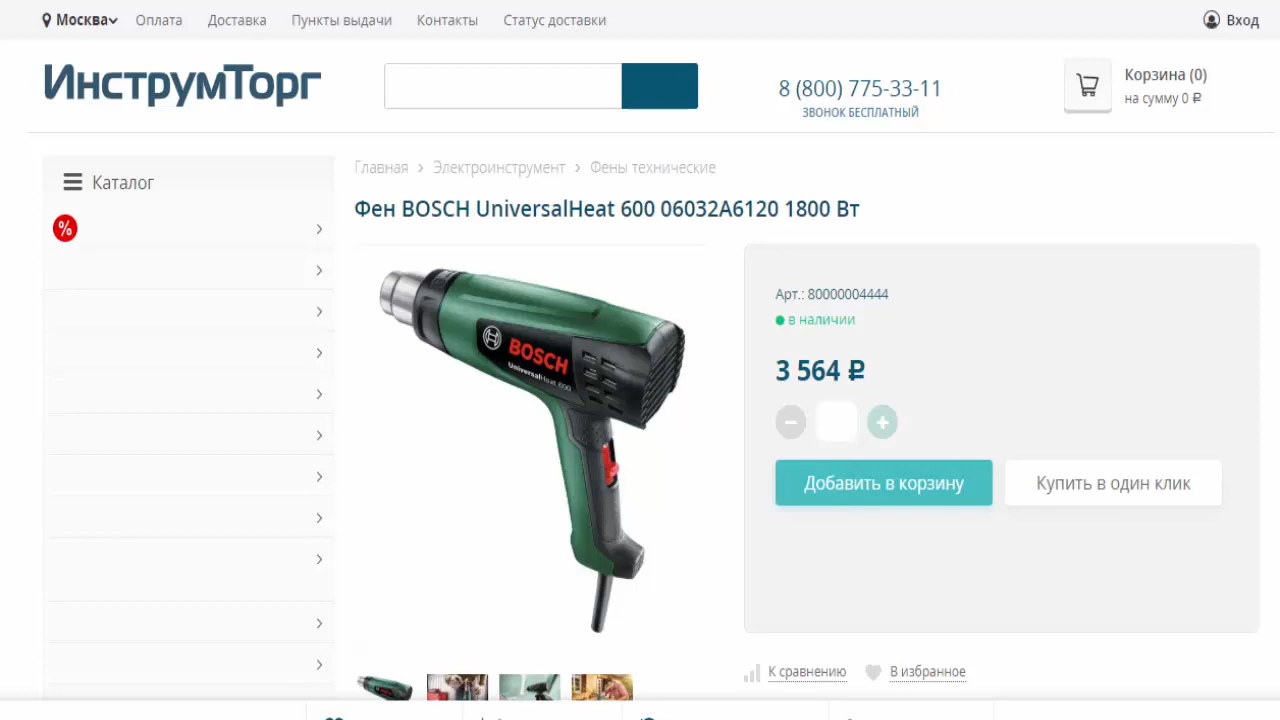 Москва Оплата Доставка Пункты выдачи Контакты Статус доставки Вход
ИнструмТорг
8 (800) 775-33-11
ЗВОНОК БЕСПЛАТНЫЙ
Корзина (0)
на сумму 0 ₽
Каталог
%
Главная › Электроинструмент › Фены технические
Фен BOSCH UniversalHeat 600 06032A6120 1800 Вт
BOSCH
UniversalHeat 600
Арт.: 80000004444
в наличии
3 564 ₽
Добавить в корзину
Купить в один клик
К сравнению
В избранное